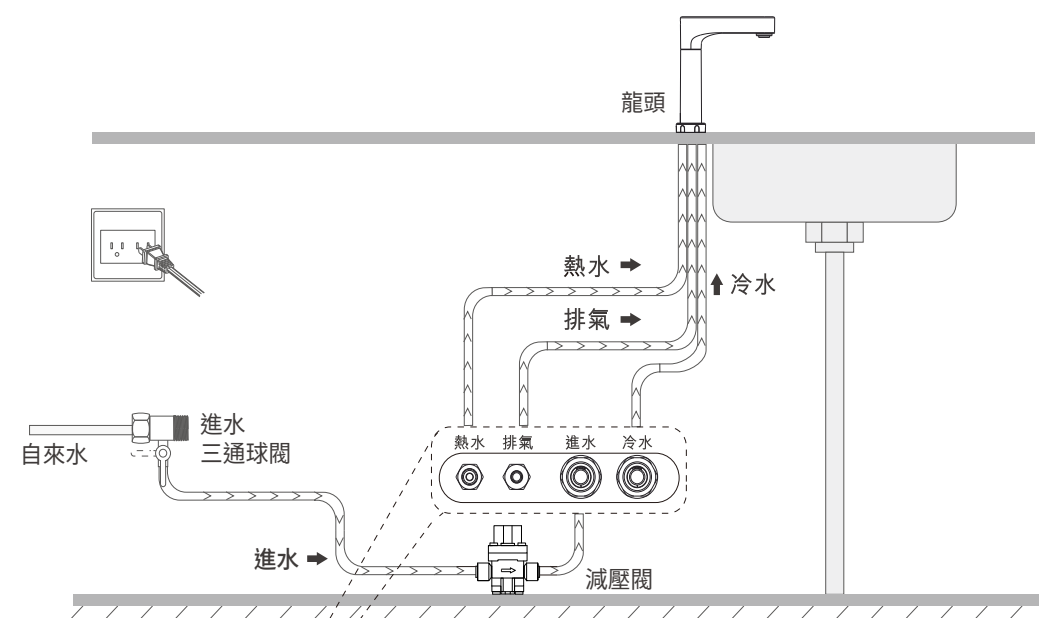 龍頭
熱水
冷水
排氣
進水
三通球閥
自來水
熱水 排氣 進水 冷水
進水
減壓閥